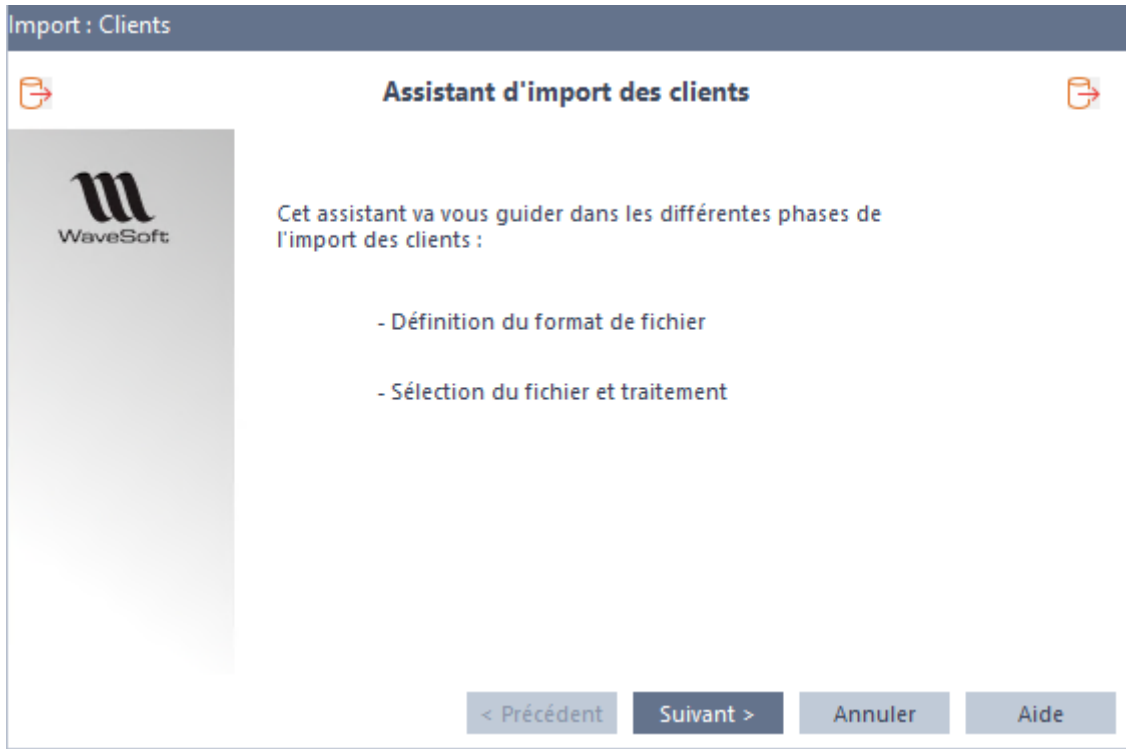 Import : Clients
Assistant d'import des clients
WaveSoft
Cet assistant va vous guider dans les différentes phases de
l'import des clients :
- Définition du format de fichier
- Sélection du fichier et traitement
< Précédent
Suivant >
Annuler
Aide